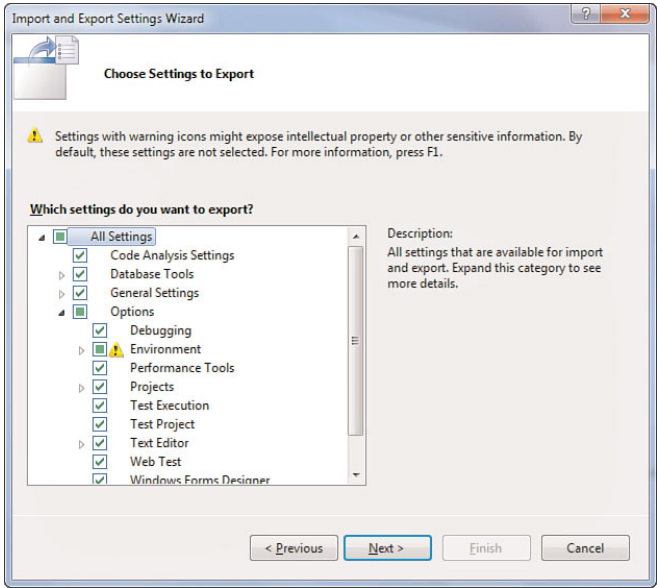 Import and Export Settings Wizard
Choose Settings to Export
Settings with warning icons might expose intellectual property or other sensitive information. By
default, these settings are not selected. For more information, press F1.
Which settings do you want to export?
All Settings
Code Analysis Settings
Database Tools
General Settings
Options
Debugging
Environment
Performance Tools
Projects
Test Execution
Test Project
Text Editor
Web Test
Windows Forms Designer
Description:
All settings that are available for import
and export. Expand this category to see
more details.
< Previous
Next >
Finish
Cancel